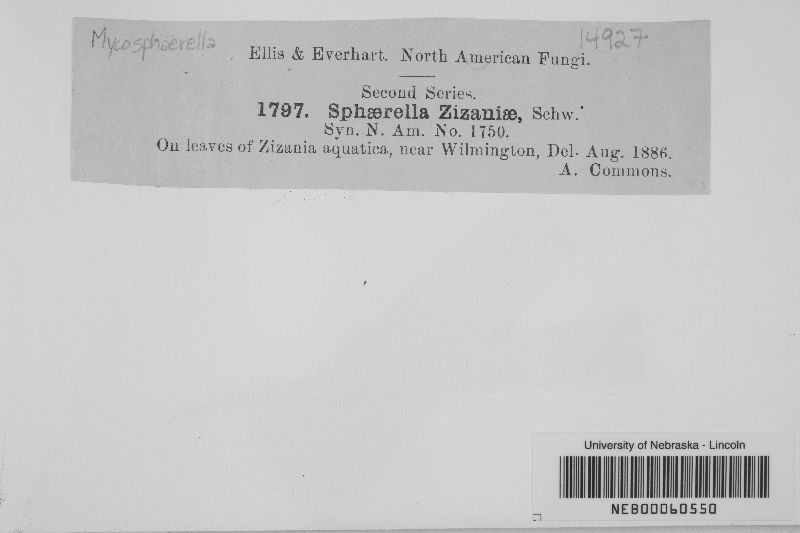 Mycosphaerella
14927
Ellis & Everhart. North American Fungi.
Second Series.
1797. Sphærella Zizaniæ, Schw.
Syn. N. Am. No. 1750.
On leaves of Zizania aquatica, near Wilmington, Del. Aug. 1886.
A. Commons.
University of Nebraska - Lincoln
NEB00060550